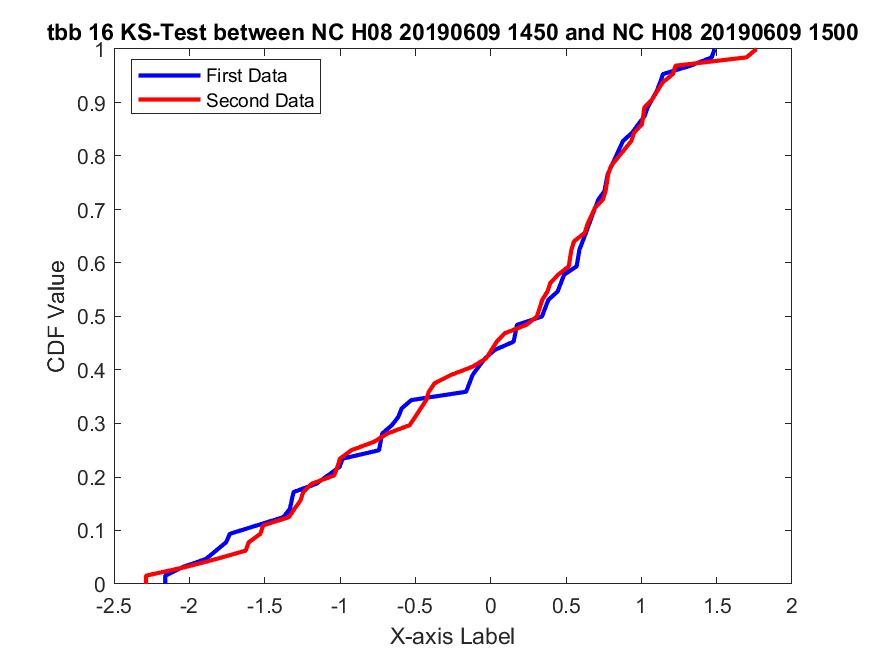 tbb 16 KS-Test between NC H08 20190609 1450 and NC H08 20190609 1500
First Data
Second Data
1
0.9
0.8
0.7
0.6
0.5
0.4
0.3
0.2
0.1
0
CDF Value
-2.5 -2 -1.5 -1 -0.5 0 0.5 1 1.5 2
X-axis Label